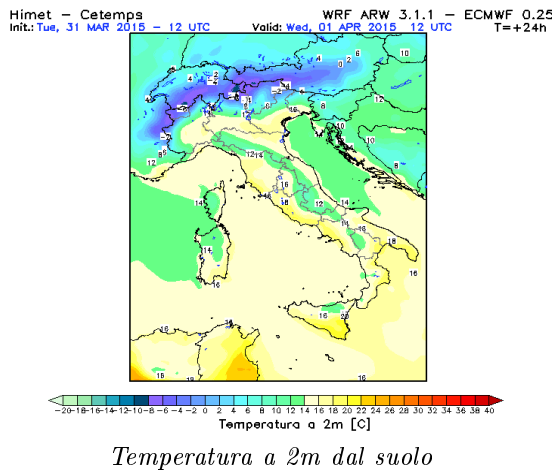 Himet – Cetemps WRF ARW 3.1.1 – ECMWF 0.25
Init.: Tue, 31 MAR 2015 – 12 UTC Valid: Wed, 01 APR 2015 12 UTC T=+24h
-20 -18 -16 -14 -12 -10 -8 -6 -4 -2 0 2 4 6 8 10 12 14 16 18 20 22 24 26 28 30 32 34 36 38 40
Temperatura a 2m [C]
Temperatura a 2m dal suolo